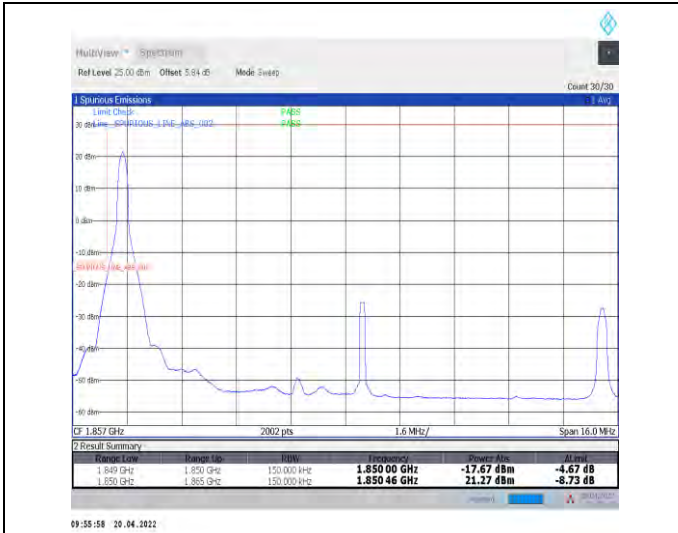 MultiView Spectrum
Ref Level 25.00 dBm Offset 5.84 dB Mode Sweep
Count 30/30
1 Spurious Emissions 1 Avg
Limit Check PASS
30 dBm Line _SPURIOUS_LINE_ABS_002 PASS
20 dBm
10 dBm
0 dBm
-10 dBm
_SPURIOUS_LINE_ABS_002
-20 dBm
-30 dBm
-40 dBm
-50 dBm
-60 dBm
CF 1.857 GHz 2002 pts 1.6 MHz/ Span 16.0 MHz
2 Result Summary
Range Low Range Up RBW Frequency Power Abs ΔLimit
1.849 GHz 1.850 GHz 150.000 kHz 1.850 00 GHz -17.67 dBm -4.67 dB
1.850 GHz 1.865 GHz 150.000 kHz 1.850 46 GHz 21.27 dBm -8.73 dB
09:55:58 20.04.2022